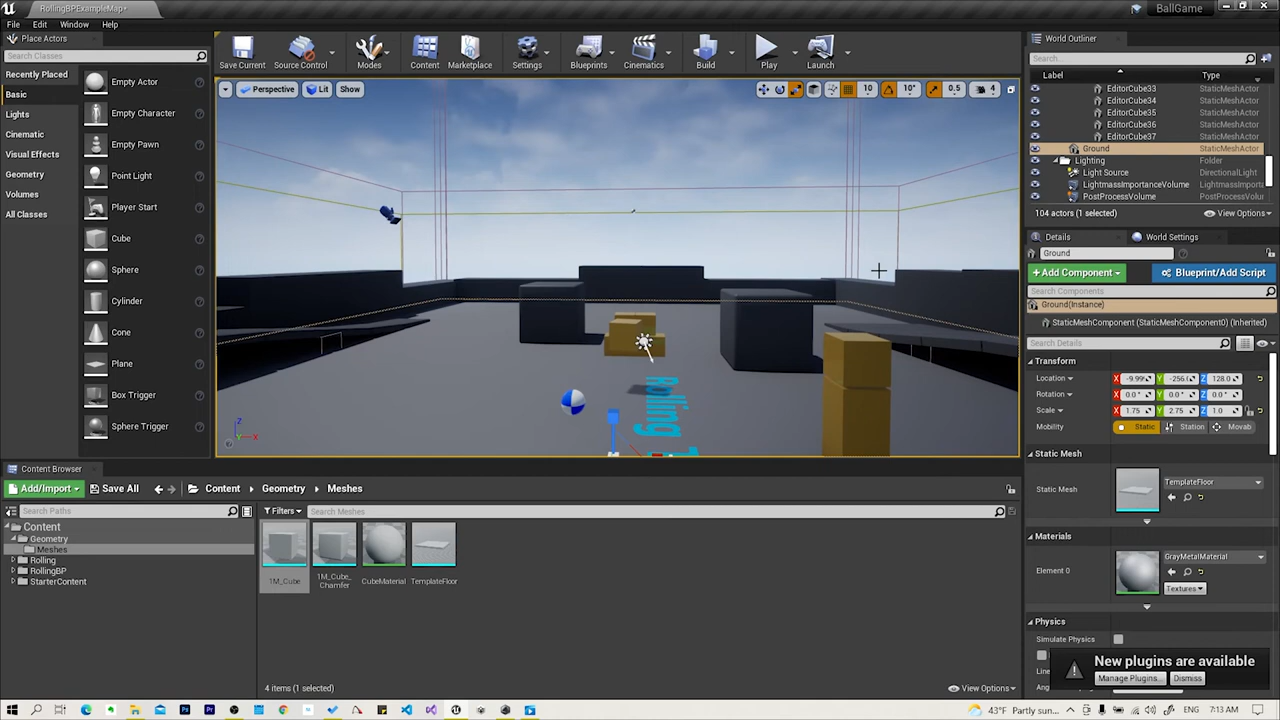 RollingBPExampleMap*
BallGame
File Edit Window Help
Place Actors
Search Classes
Recently Placed
Basic
Lights
Cinematic
Visual Effects
Geometry
Volumes
All Classes
Empty Actor
Empty Character
Empty Pawn
Point Light
Player Start
Cube
Sphere
Cylinder
Cone
Plane
Box Trigger
Sphere Trigger
Save Current
Source Control
Modes
Content
Marketplace
Settings
Blueprints
Cinematics
Build
Play
Launch
Perspective
Lit
Show
10
10°
0.5
4
Rolling
World Outliner
Search...
Label
Type
EditorCube33 StaticMeshActor
EditorCube34 StaticMeshActor
EditorCube35 StaticMeshActor
EditorCube36 StaticMeshActor
EditorCube37 StaticMeshActor
Ground StaticMeshActor
Lighting Folder
Light Source DirectionalLight
LightmassImportanceVolume LightmassImporta
PostProcessVolume PostProcessVolu
104 actors (1 selected)
View Options
Details
World Settings
Ground
+Add Component
Blueprint/Add Script
Search Components
Ground(Instance)
StaticMeshComponent (StaticMeshComponent0) (Inherited)
Search Details
Transform
Location X -9.99 Y -256.( Z 128.0
Rotation X 0.0 ° Y 0.0 ° Z 0.0 °
Scale X 1.75 Y 2.75 Z 1.0
Mobility Static Station Movab
Static Mesh
Static Mesh
TemplateFloor
Materials
Element 0
GrayMetalMaterial
Textures
Physics
Simulate Physics
New plugins are available
Manage Plugins...
Dismiss
Content Browser
Add/Import
Save All
Content
Geometry
Meshes
Search Paths
Filters
Search Meshes
Content
Geometry
Meshes
Rolling
RollingBP
StarterContent
1M_Cube
1M_Cube_
Chamfer
CubeMaterial
TemplateFloor
4 items (1 selected)
View Options
43°F Partly sun...
7:13 AM